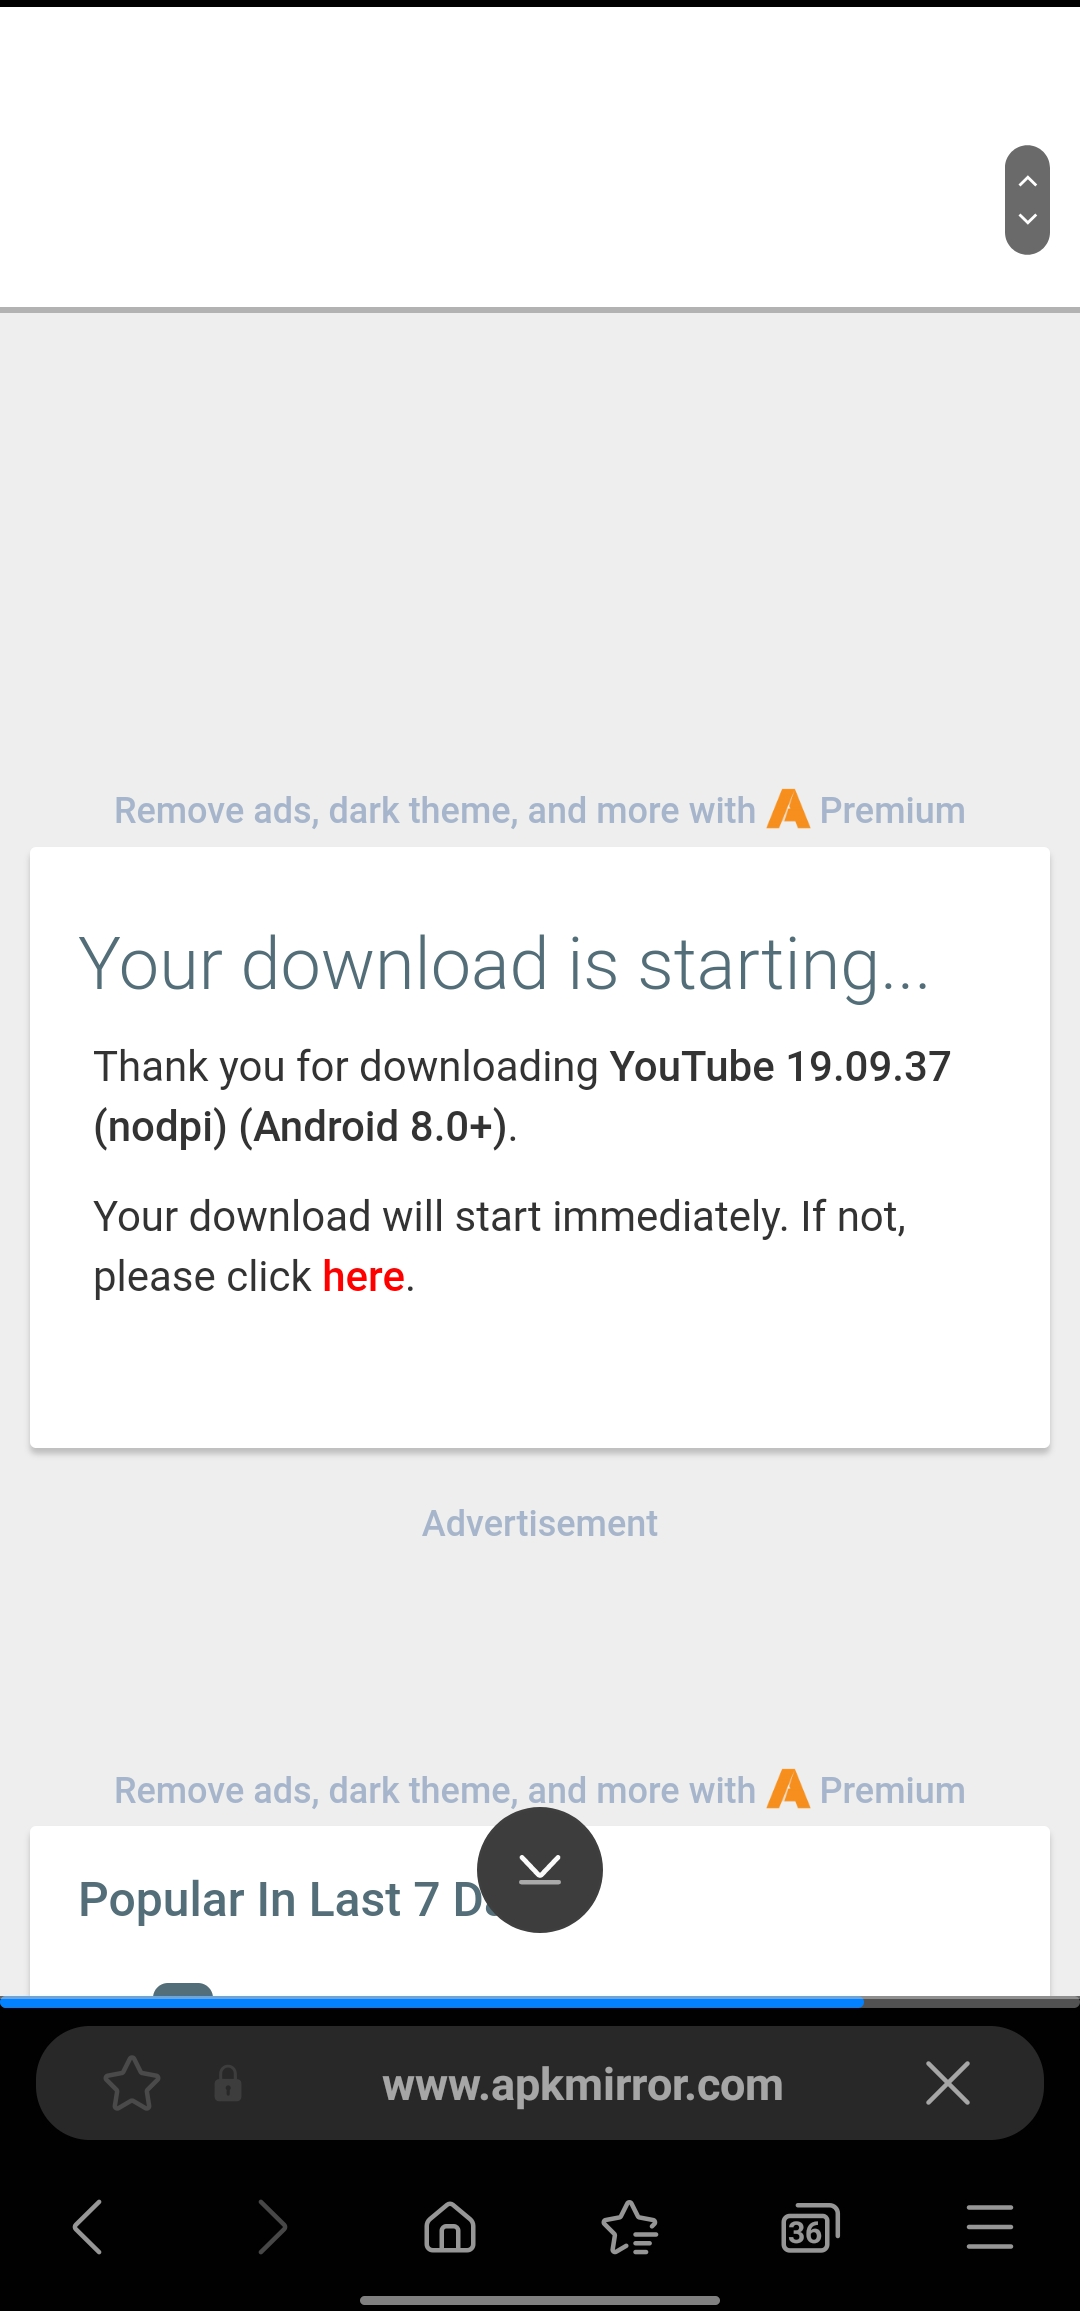 Remove ads, dark theme, and more with Premium
Your download is starting...
Thank you for downloading YouTube 19.09.37
(nodpi) (Android 8.0+).
Your download will start immediately. If not,
please click here.
Advertisement
Remove ads, dark theme, and more with Premium
Popular In Last 7
www.apkmirror.com
36